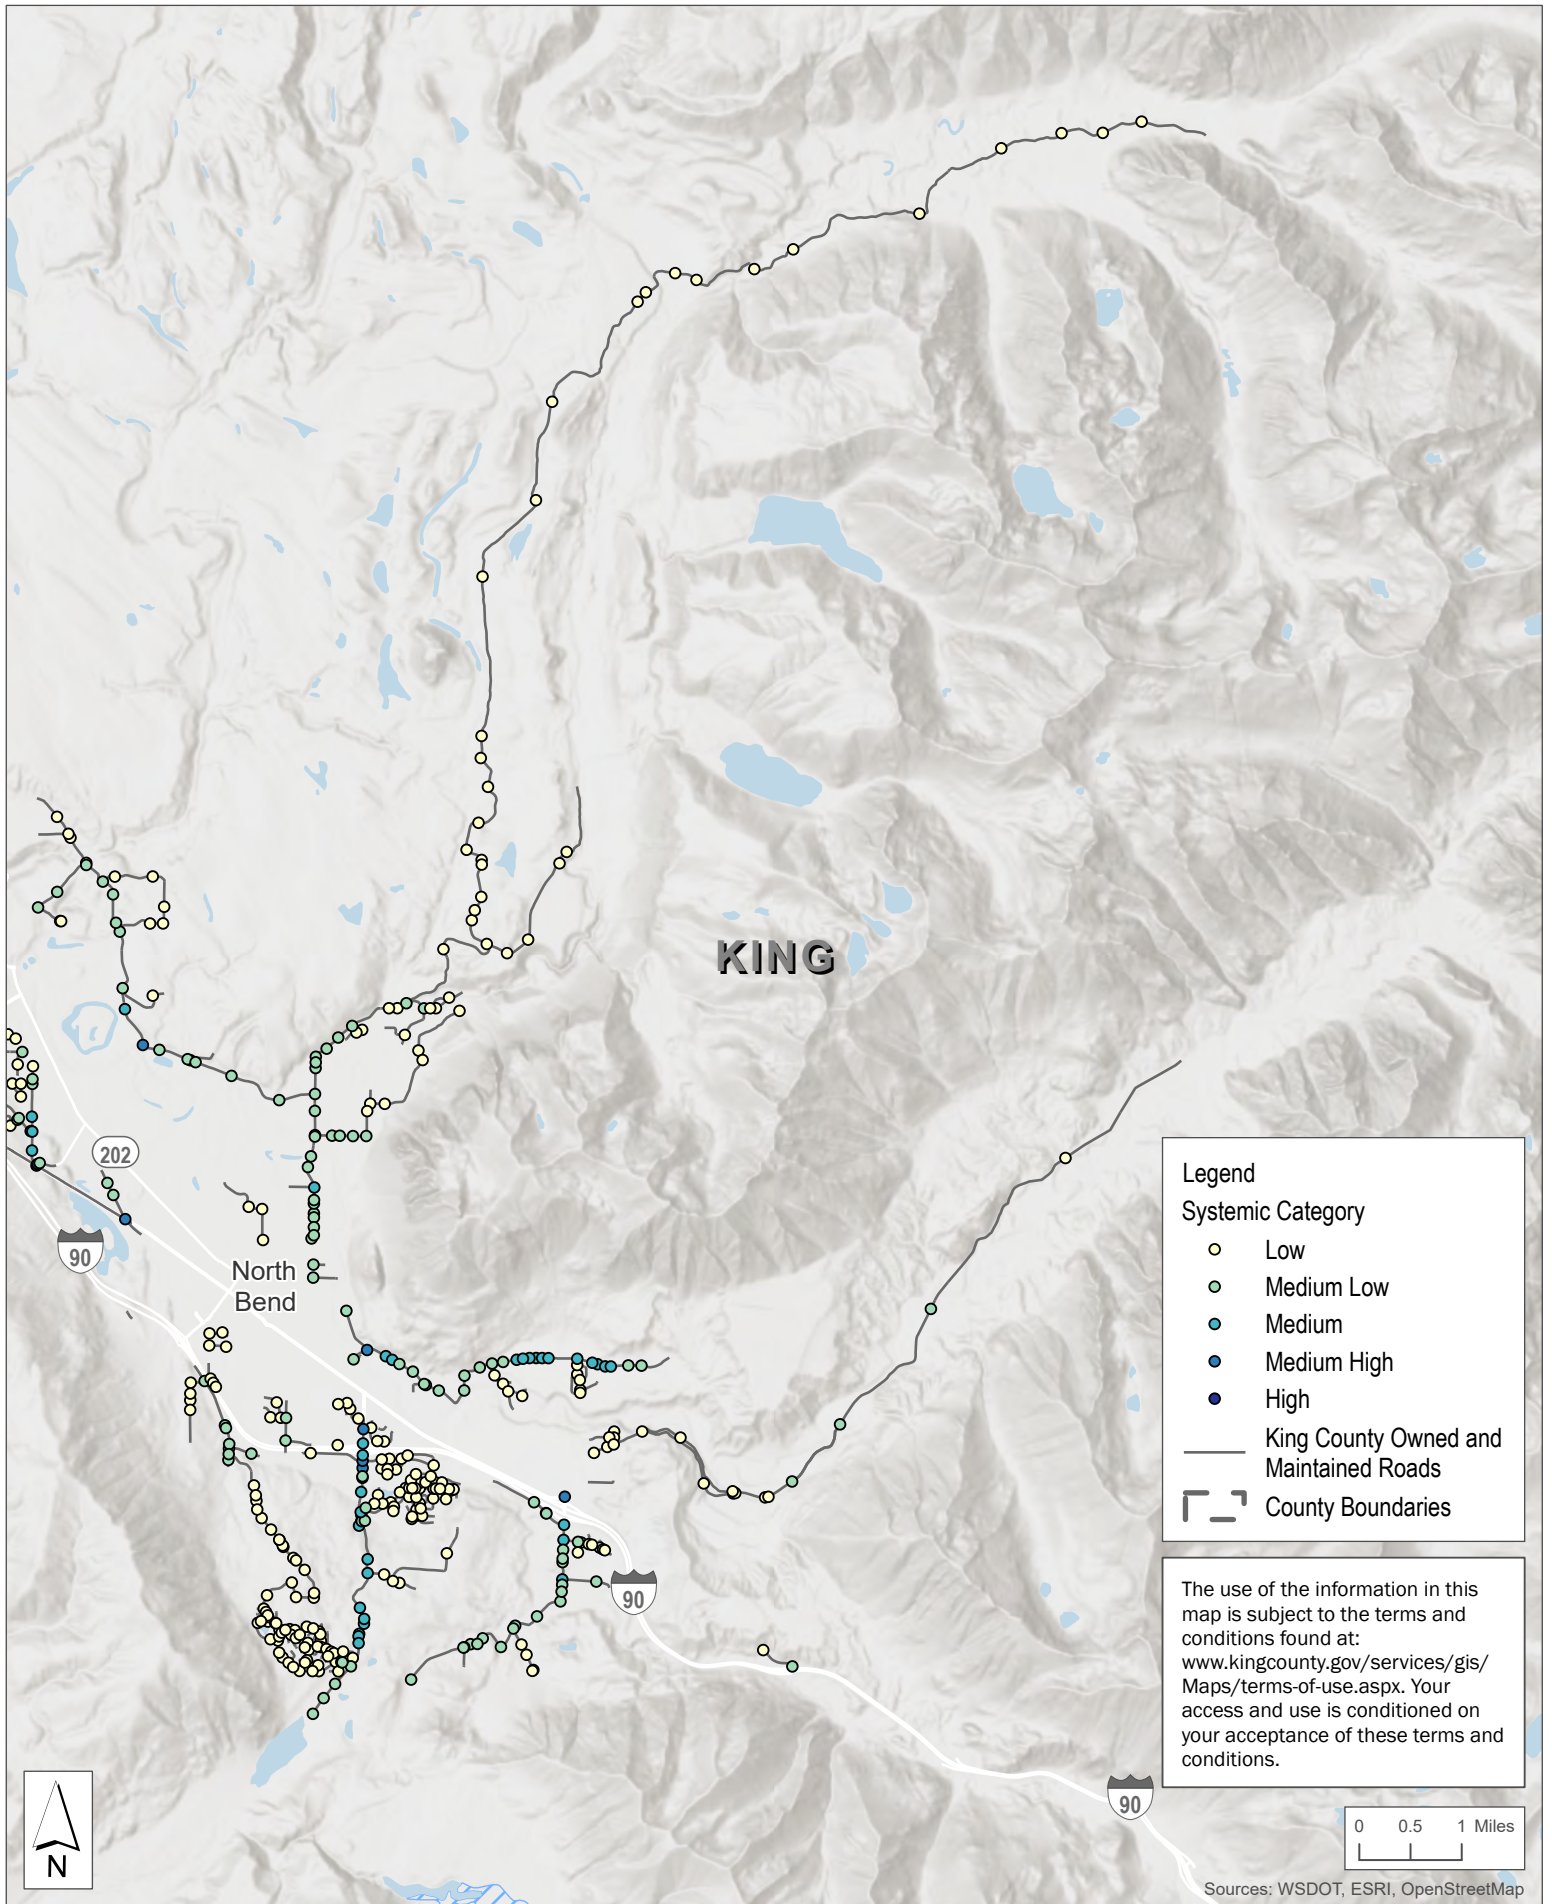 KING
202
90
North
Bend
90
90
Legend
Systemic Category
Low
Medium Low
Medium
Medium High
High
King County Owned and
Maintained Roads
County Boundaries
The use of the information in this
map is subject to the terms and
conditions found at:
www.kingcounty.gov/services/gis/
Maps/terms-of-use.aspx. Your
access and use is conditioned on
your acceptance of these terms and
conditions.
N
0 0.5 1 Miles
Sources: WSDOT, ESRI, OpenStreetMap